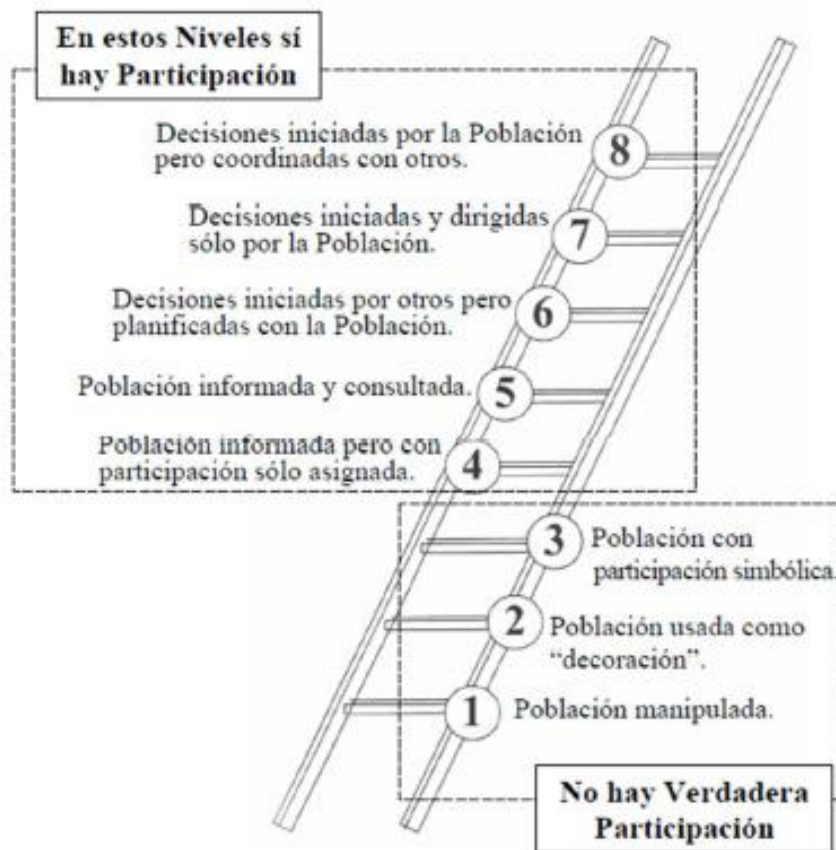 En estos Niveles sí
hay Participación
Decisiones iniciadas por la Población
pero coordinadas con otros.
8
Decisiones iniciadas y dirigidas
sólo por la Población.
7
Decisiones iniciadas por otros pero
planificadas con la Población.
6
Población informada y consultada.
5
Población informada pero con
participación sólo asignada.
4
3
Población con
participación simbólica.
2
Población usada como
“decoración”.
1
Población manipulada.
No hay Verdadera
Participación